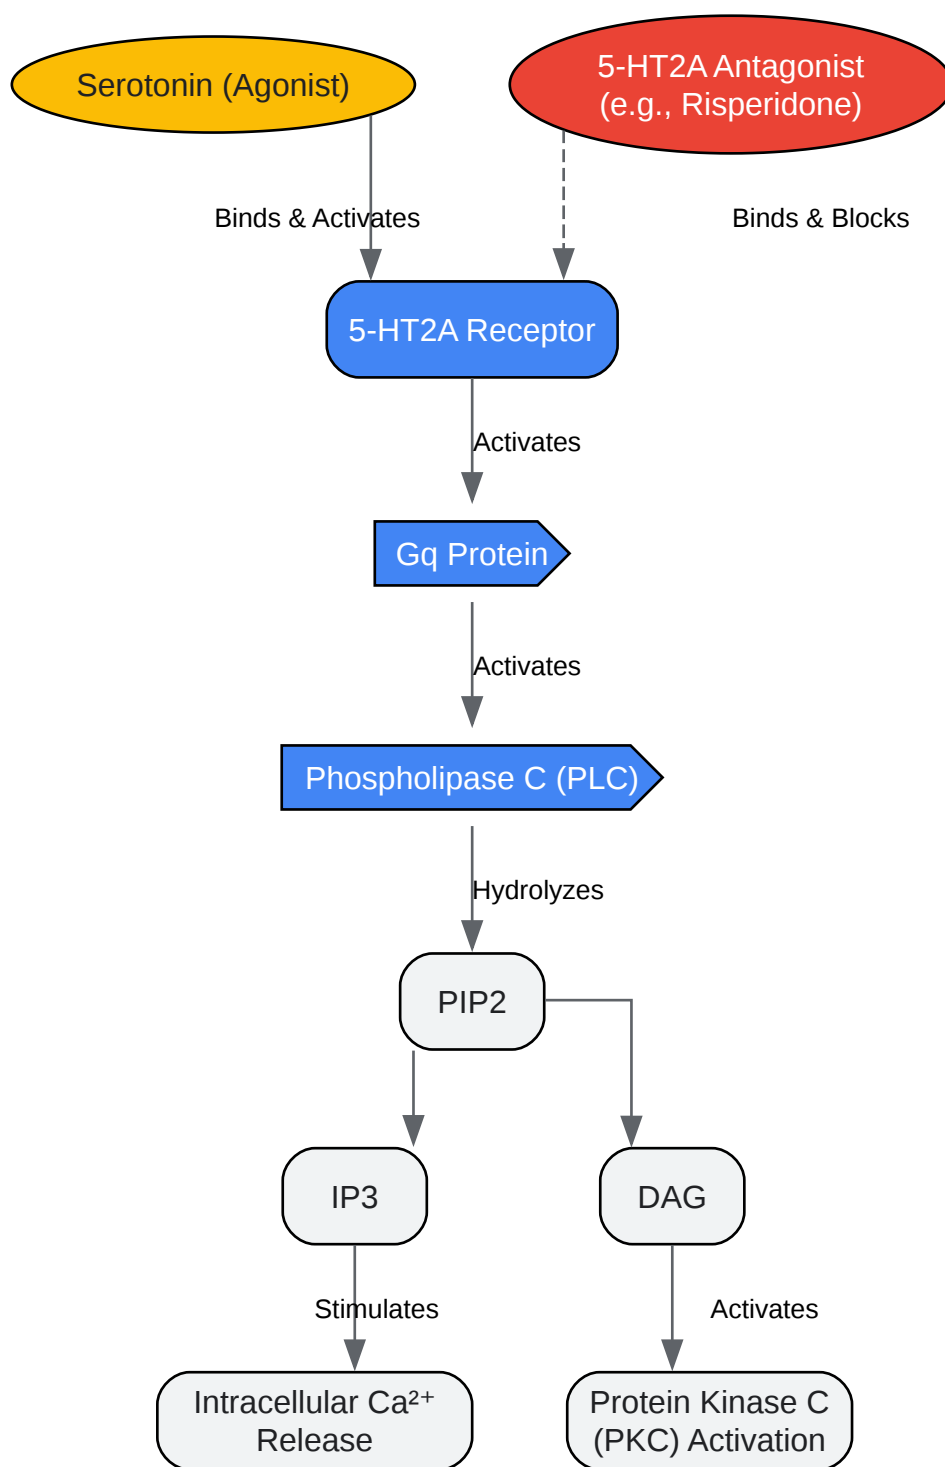 Serotonin (Agonist)
5-HT2A Antagonist
(e.g., Risperidone)
Binds & Activates
Binds & Blocks
5-HT2A Receptor
Activates
Gq Protein
Activates
Phospholipase C (PLC)
Hydrolyzes
PIP2
IP3
DAG
Stimulates
Activates
Intracellular Ca²⁺
Release
Protein Kinase C
(PKC) Activation